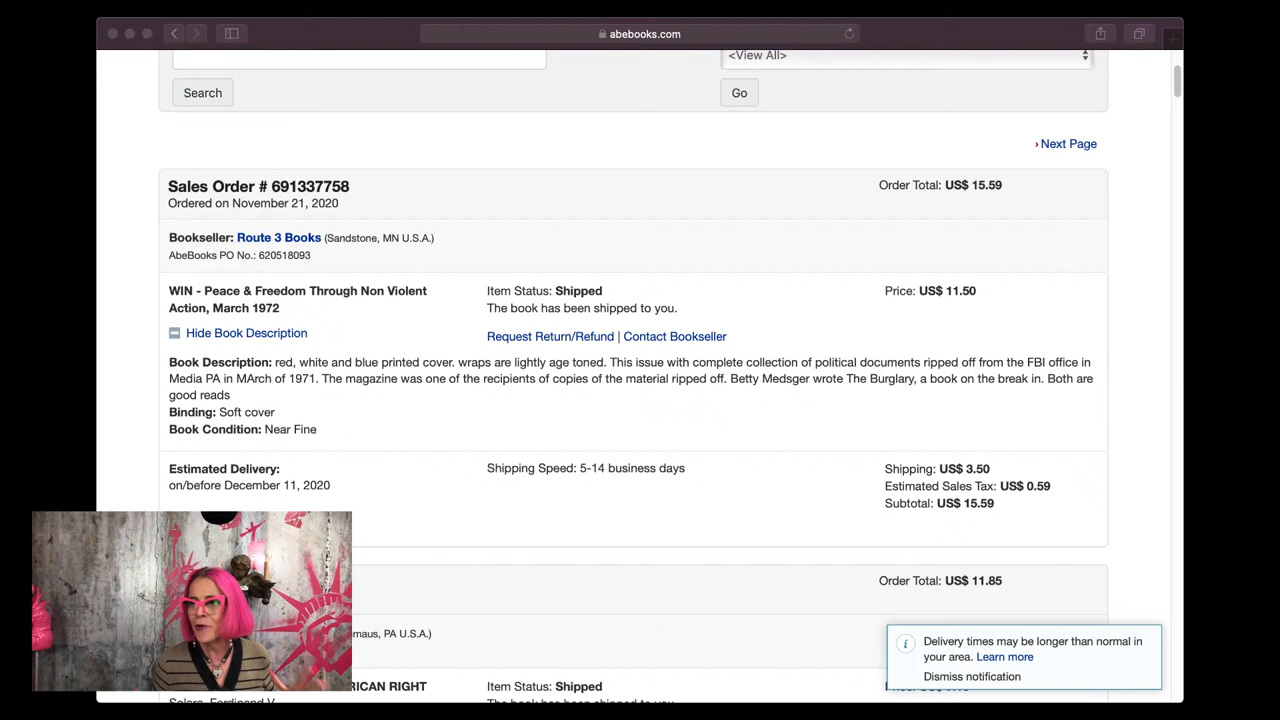 abebooks.com
<View All>
Search
Go
› Next Page
Sales Order # 691337758
Order Total: US$ 15.59
Ordered on November 21, 2020
Bookseller: Route 3 Books (Sandstone, MN U.S.A.)
AbeBooks PO No.: 620518093
WIN - Peace & Freedom Through Non Violent
Action, March 1972
Item Status: Shipped
The book has been shipped to you.
Price: US$ 11.50
Hide Book Description
Request Return/Refund | Contact Bookseller
Book Description: red, white and blue printed cover. wraps are lightly age toned. This issue with complete collection of political documents ripped off from the FBI office in
Media PA in MArch of 1971. The magazine was one of the recipients of copies of the material ripped off. Betty Medsger wrote The Burglary, a book on the break in. Both are
good reads
Binding: Soft cover
Book Condition: Near Fine
Estimated Delivery:
on/before December 11, 2020
Shipping Speed: 5-14 business days
Shipping: US$ 3.50
Estimated Sales Tax: US$ 0.59
Subtotal: US$ 15.59
Order Total: US$ 11.85
PA U.S.A.)
RIGHT
Item Status: Shipped
The book has been shipped to you.
Delivery times may be longer than normal in
your area. Learn more
Dismiss notification